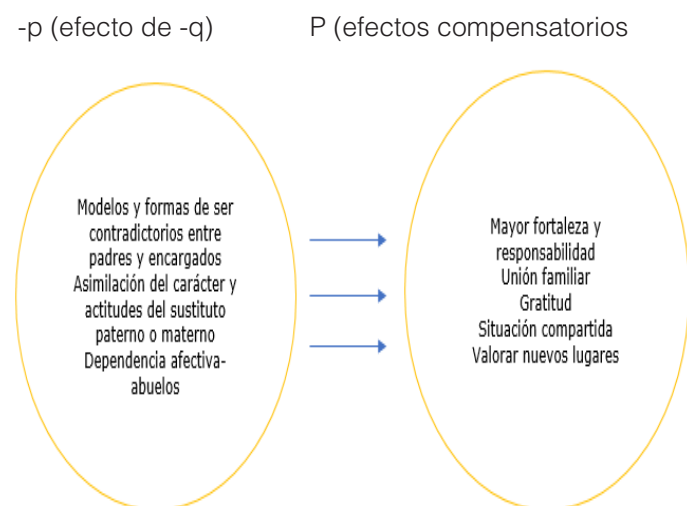 -p (efecto de -q)
P (efectos compensatorios
Modelos y formas de ser
contradictorios entre
padres y encargados
Asimilación del carácter y
actitudes del sustituto
paterno o materno
Dependencia afectiva-
abuelos
Mayor fortaleza y
responsabilidad
Unión familiar
Gratitud
Situación compartida
Valorar nuevos lugares